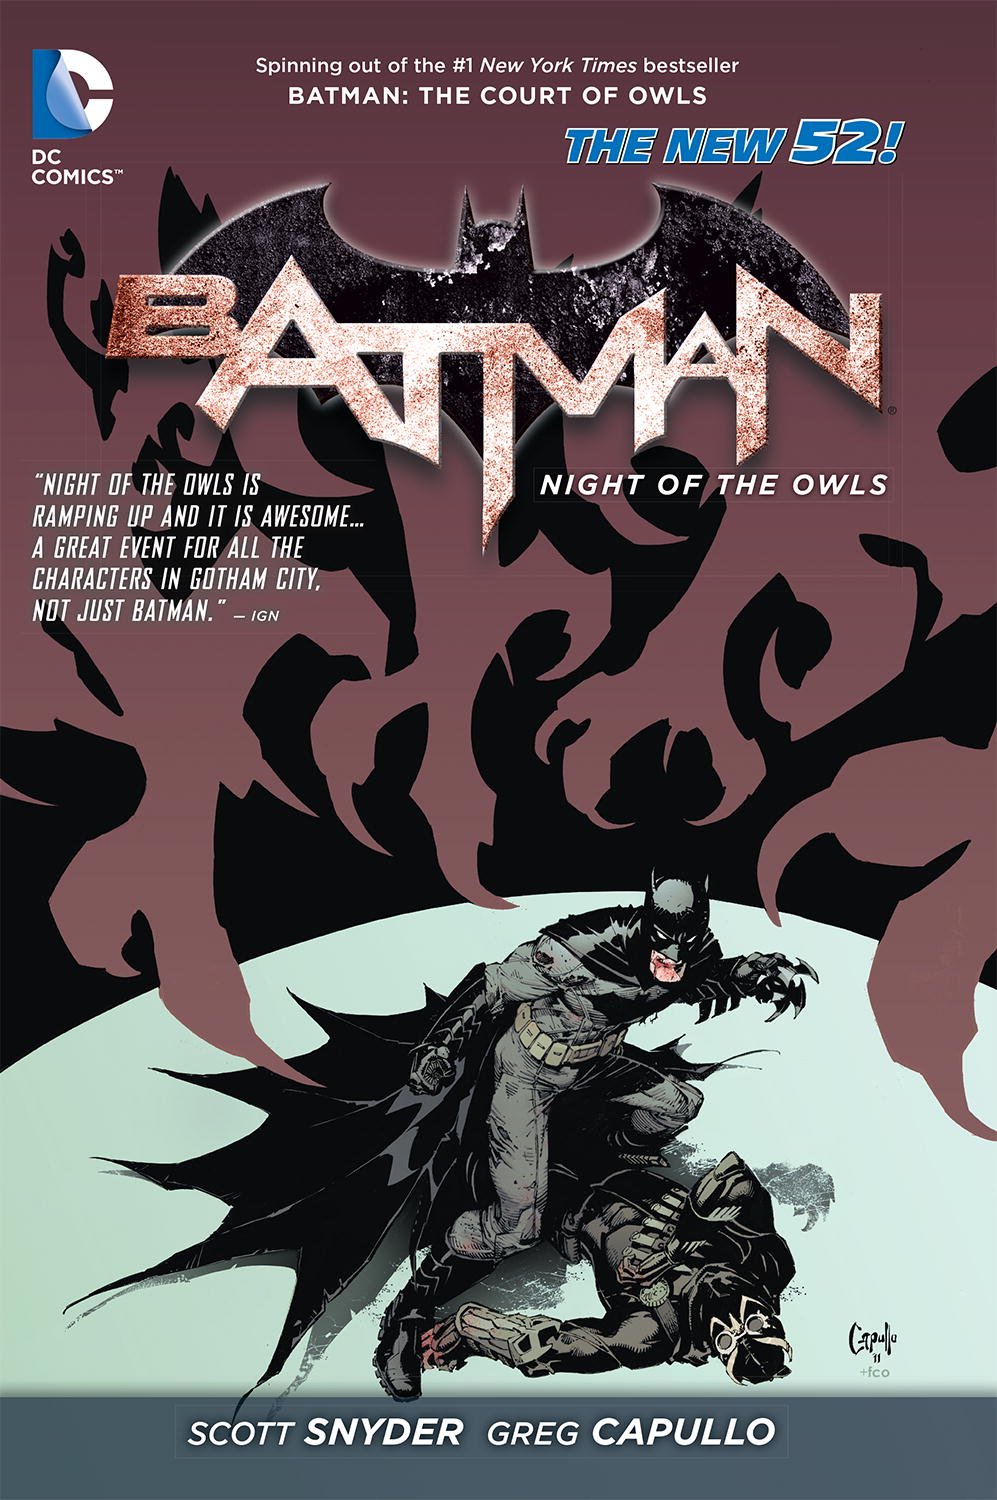 Spinning out of the #1 New York Times bestseller
BATMAN: THE COURT OF OWLS
DC
COMICS™
THE NEW 52!
BATMAN®
NIGHT OF THE OWLS
"NIGHT OF THE OWLS IS
RAMPING UP AND IT IS AWESOME...
A GREAT EVENT FOR ALL THE
CHARACTERS IN GOTHAM CITY,
NOT JUST BATMAN." – IGN
Capullo
11
+fco
SCOTT SNYDER GREG CAPULLO